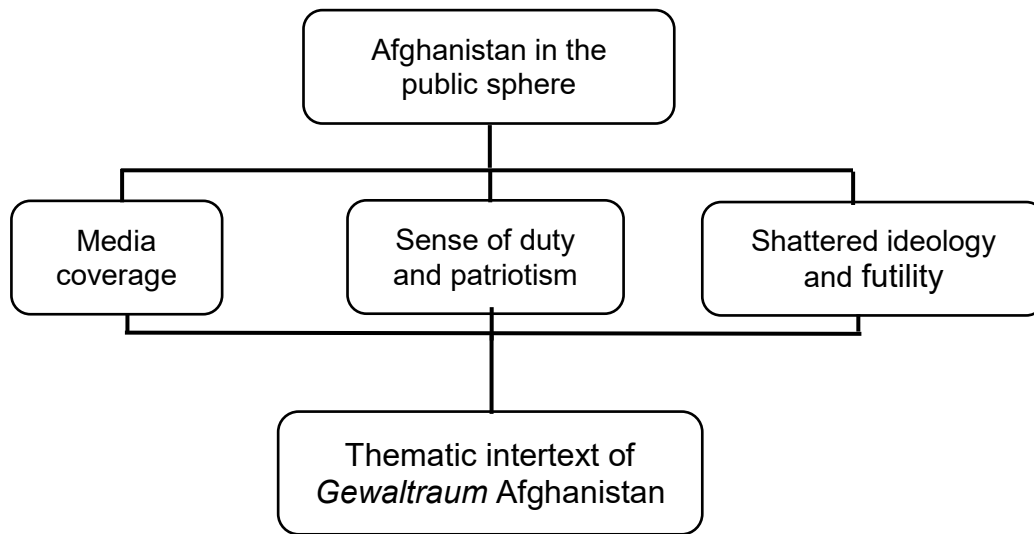 Afghanistan in the
public sphere
Media
coverage
Sense of duty
and patriotism
Shattered ideology
and futility
Thematic intertext of
Gewaltraum Afghanistan